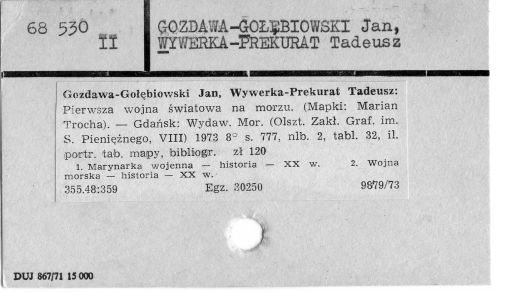 68 530
II
GOZDAWA-GOŁĘBIOWSKI Jan,
WYWERKA-PREKURAT Tadeusz
Gozdawa-Gołębiowski Jan, Wywerka-Prekurat Tadeusz:
Pierwsza wojna światowa na morzu. (Mapki: Marian
Trocha). — Gdańsk: Wydaw. Mor. (Olszt. Zakł. Graf. im.
S. Pieniężnego, VIII) 1973 8° s. 777, nlb. 2, tabl. 32, il.
portr. tab. mapy, bibliogr. zł 120
1. Marynarka wojenna — historia — XX w. 2. Wojna
morska — historia — XX w.
355.48:359 Egz. 30250 9879/73
DUJ 867/71 15 000